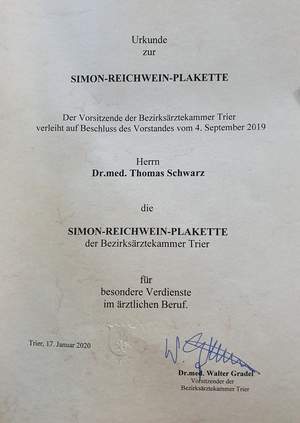 Urkunde
zur
SIMON-REICHWEIN-PLAKETTE
Der Vorsitzende der Bezirksärztekammer Trier
verleiht auf Beschluss des Vorstandes vom 4. September 2019
Herrn
Dr.med. Thomas Schwarz
die
SIMON-REICHWEIN-PLAKETTE
der Bezirksärztekammer Trier
für
besondere Verdienste
im ärztlichen Beruf.
Trier, 17. Januar 2020
Dr.med. Walter Gradel
Vorsitzender der
Bezirksärztekammer Trier